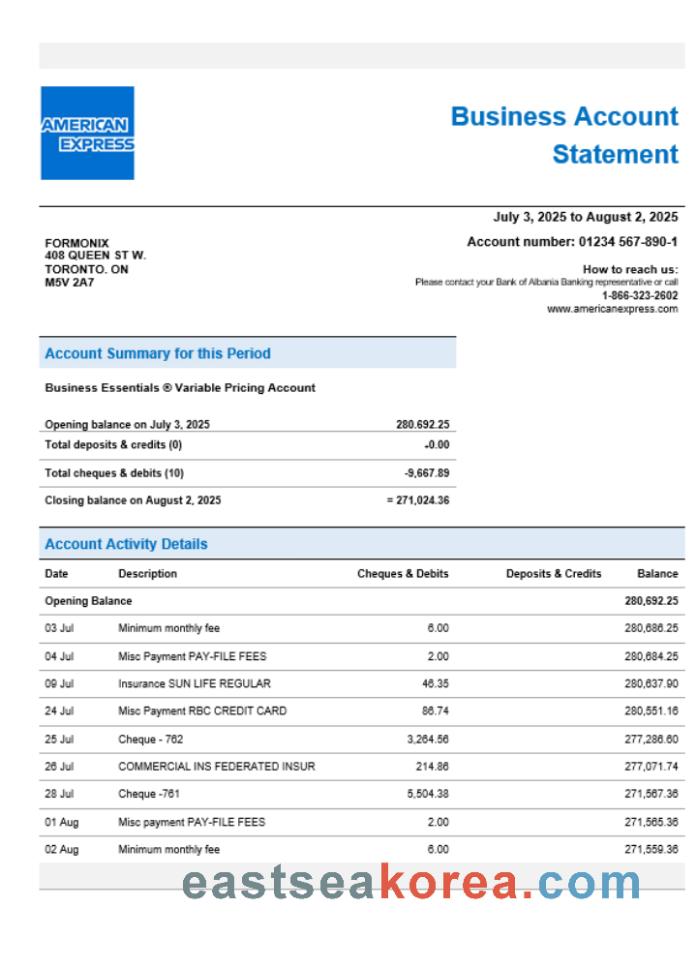 AMERICAN
EXPRESS
Business Account
Statement
July 3, 2025 to August 2, 2025
Account number: 01234 567-890-1
FORMONIX
408 QUEEN ST W.
TORONTO. ON
M5V 2A7
How to reach us:
Please contact your Bank of Albania Banking representative or call
1-866-323-2602
www.americanexpress.com
Account Summary for this Period
Business Essentials ® Variable Pricing Account
Opening balance on July 3, 2025 280.692.25
Total deposits & credits (0) -0.00
Total cheques & debits (10) -9,667.89
Closing balance on August 2, 2025 = 271,024.36
Account Activity Details
Date Description Cheques & Debits Deposits & Credits Balance
Opening Balance 280,692.25
03 Jul Minimum monthly fee 6.00 280,686.25
04 Jul Misc Payment PAY-FILE FEES 2.00 280,684.25
09 Jul Insurance SUN LIFE REGULAR 46.35 280,637.90
24 Jul Misc Payment RBC CREDIT CARD 86.74 280,551.16
25 Jul Cheque - 762 3,264.56 277,286.60
26 Jul COMMERCIAL INS FEDERATED INSUR 214.86 277,071.74
28 Jul Cheque -761 5,504.38 271,567.36
01 Aug Misc payment PAY-FILE FEES 2.00 271,565.36
02 Aug Minimum monthly fee 6.00 271,559.36
eastseakorea.com